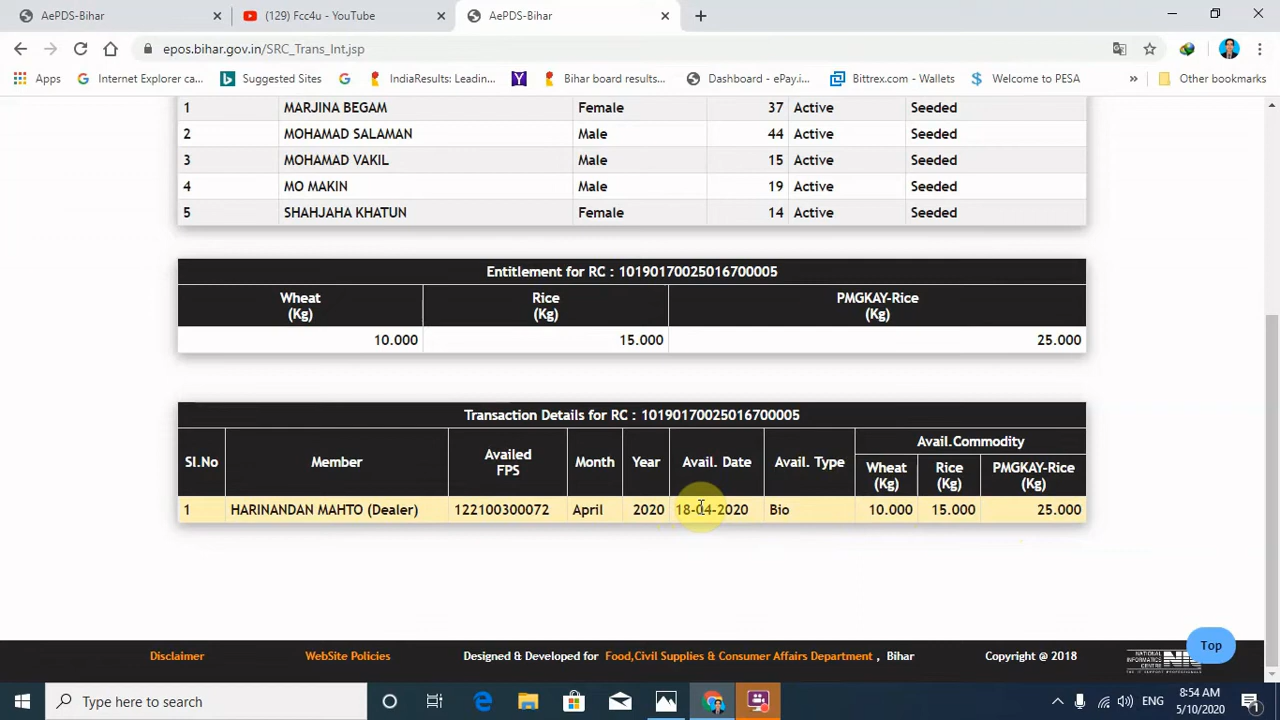 AePDS-Bihar
(129) Fcc4u - YouTube
AePDS-Bihar
epos.bihar.gov.in/SRC_Trans_Int.jsp
Apps Internet Explorer ca... Suggested Sites IndiaResults: Leadin... Bihar board results... Dashboard - ePay.i... Bittrex.com - Wallets Welcome to PESA » Other bookmarks
1 MARJINA BEGAM Female 37 Active Seeded
2 MOHAMAD SALAMAN Male 44 Active Seeded
3 MOHAMAD VAKIL Male 15 Active Seeded
4 MO MAKIN Male 19 Active Seeded
5 SHAHJAHA KHATUN Female 14 Active Seeded
Entitlement for RC : 10190170025016700005
Wheat (Kg) Rice (Kg) PMGKAY-Rice (Kg)
10.000 15.000 25.000
Transaction Details for RC : 10190170025016700005
Sl.No Member Availed FPS Month Year Avail. Date Avail. Type Avail.Commodity
Wheat (Kg) Rice (Kg) PMGKAY-Rice (Kg)
1 HARINANDAN MAHTO (Dealer) 122100300072 April 2020 18-04-2020 Bio 10.000 15.000 25.000
Top
Disclaimer WebSite Policies Designed & Developed for Food,Civil Supplies & Consumer Affairs Department , Bihar Copyright @ 2018
NATIONAL INFORMATICS CENTRE NIC
Type here to search
ENG
8:54 AM
5/10/2020
1